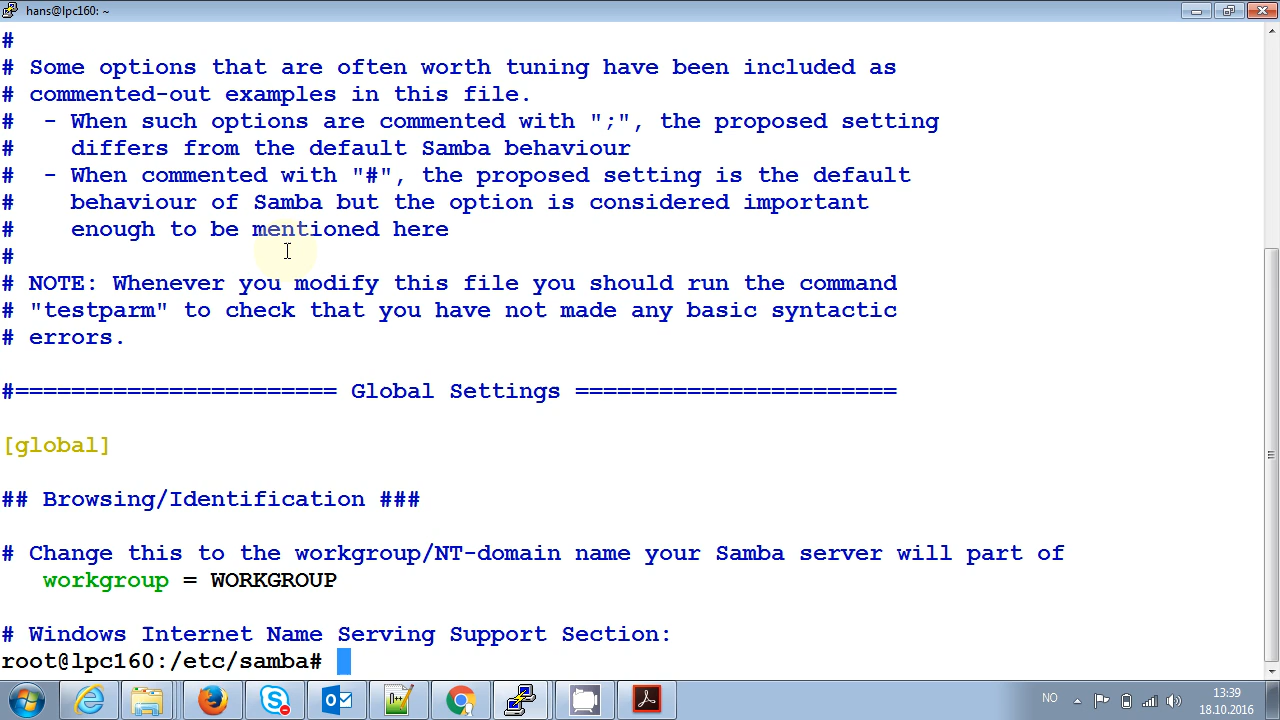 hans@lpc160: ~
#
# Some options that are often worth tuning have been included as
# commented-out examples in this file.
#  - When such options are commented with ";", the proposed setting
#    differs from the default Samba behaviour
#  - When commented with "#", the proposed setting is the default
#    behaviour of Samba but the option is considered important
#    enough to be mentioned here
#
# NOTE: Whenever you modify this file you should run the command
# "testparm" to check that you have not made any basic syntactic
# errors.
#======================= Global Settings =======================
[global]
## Browsing/Identification ###
# Change this to the workgroup/NT-domain name your Samba server will part of
   workgroup = WORKGROUP
# Windows Internet Name Serving Support Section:
root@lpc160:/etc/samba#
NO
13:39
18.10.2016